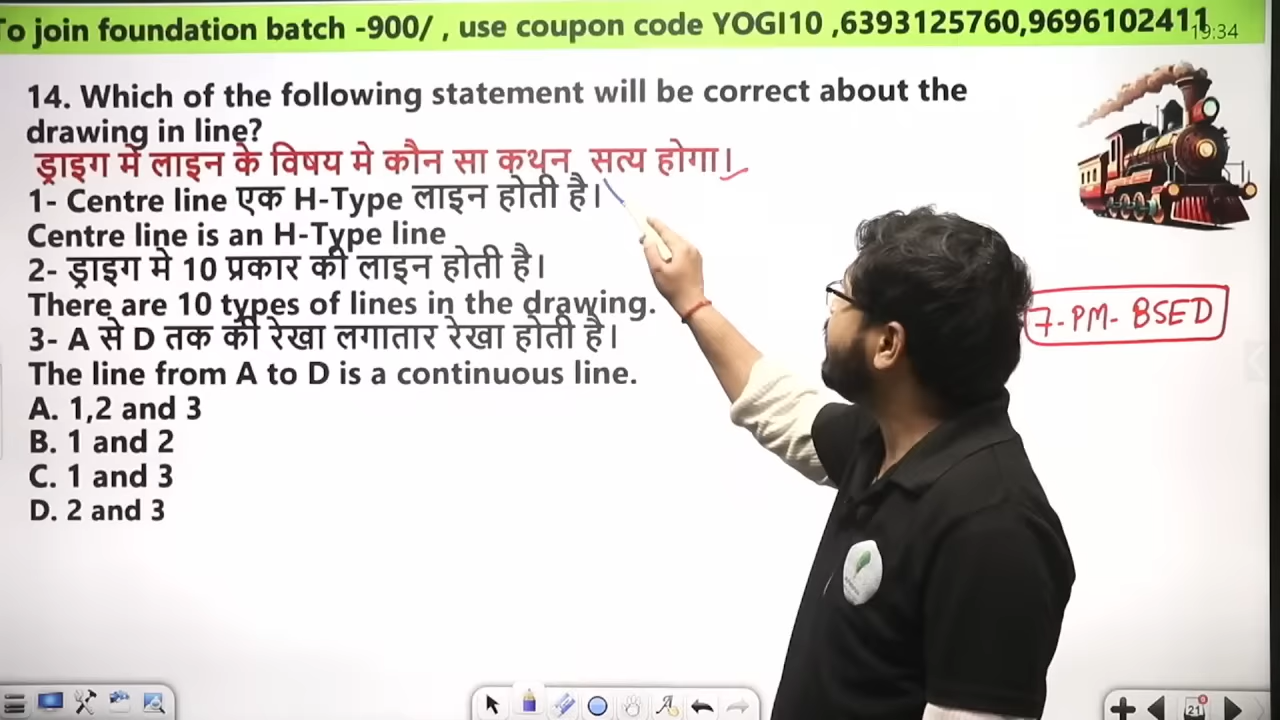 To join foundation batch -900/ , use coupon code YOGI10 ,6393125760,9696102411
19:34
14. Which of the following statement will be correct about the
drawing in line?
ड्राइग में लाइन के विषय मे कौन सा कथन सत्य होगा।
1- Centre line एक H-Type लाइन होती है।
Centre line is an H-Type line
2- ड्राइग मे 10 प्रकार की लाइन होती है।
There are 10 types of lines in the drawing.
3- A से D तक की रेखा लगातार रेखा होती है।
The line from A to D is a continuous line.
A. 1,2 and 3
B. 1 and 2
C. 1 and 3
D. 2 and 3
7-PM- BSED
21